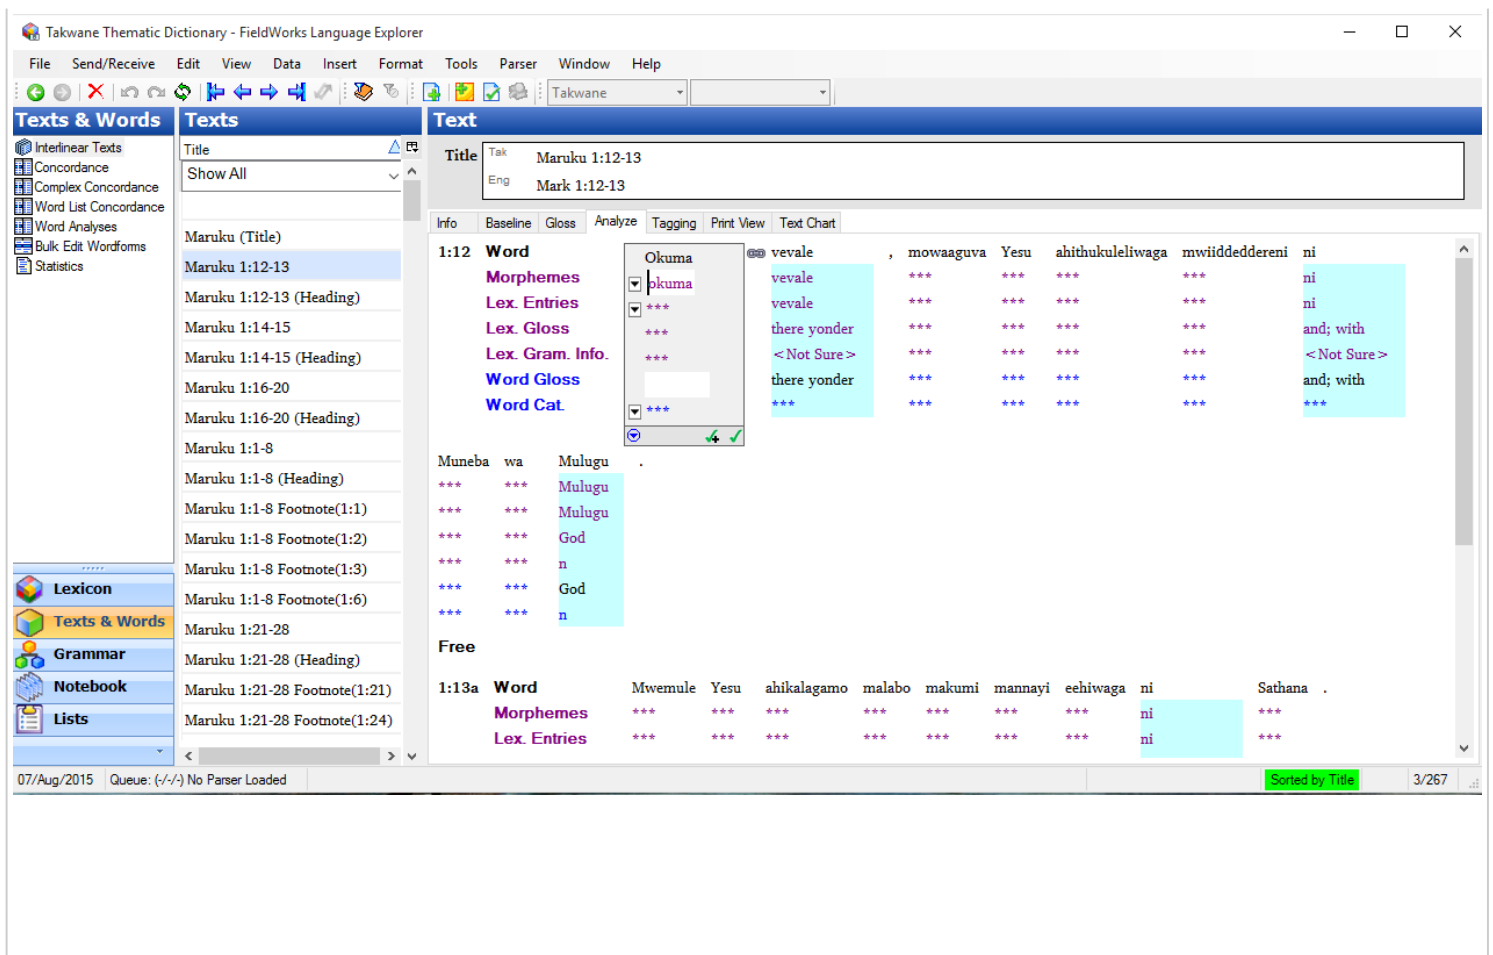 Takwane Thematic Dictionary - FieldWorks Language Explorer
File Send/Receive Edit View Data Insert Format Tools Parser Window Help
Takwane
Texts & Words
Interlinear Texts
Concordance
Complex Concordance
Word List Concordance
Word Analyses
Bulk Edit Wordforms
Statistics
Lexicon
Texts & Words
Grammar
Notebook
Lists
Texts
Title
Show All
Maruku (Title)
Maruku 1:12-13
Maruku 1:12-13 (Heading)
Maruku 1:14-15
Maruku 1:14-15 (Heading)
Maruku 1:16-20
Maruku 1:16-20 (Heading)
Maruku 1:1-8
Maruku 1:1-8 (Heading)
Maruku 1:1-8 Footnote(1:1)
Maruku 1:1-8 Footnote(1:2)
Maruku 1:1-8 Footnote(1:3)
Maruku 1:1-8 Footnote(1:6)
Maruku 1:21-28
Maruku 1:21-28 (Heading)
Maruku 1:21-28 Footnote(1:21)
Maruku 1:21-28 Footnote(1:24)
Text
Title Tak Maruku 1:12-13
Eng Mark 1:12-13
Info Baseline Gloss Analyze Tagging Print View Text Chart
1:12 Word Okuma vevale , mowaaguva Yesu ahithukuleliwaga mwiiddeddereni ni
Morphemes okuma vevale *** *** *** *** ni
Lex. Entries *** vevale *** *** *** *** ni
Lex. Gloss *** there yonder *** *** *** *** and; with
Lex. Gram. Info. *** <Not Sure> *** *** *** *** <Not Sure>
Word Gloss there yonder *** *** *** *** and; with
Word Cat. *** *** *** *** *** *** ***
Muneba wa Mulugu .
*** *** Mulugu
*** *** Mulugu
*** *** God
*** *** n
*** *** God
*** *** n
Free
1:13a Word Mwemule Yesu ahikalagamo malabo makumi mannayi eehiwaga ni Sathana .
Morphemes *** *** *** *** *** *** *** ni ***
Lex. Entries *** *** *** *** *** *** *** ni ***
07/Aug/2015 Queue: (-/-/-) No Parser Loaded Sorted by Title 3/267